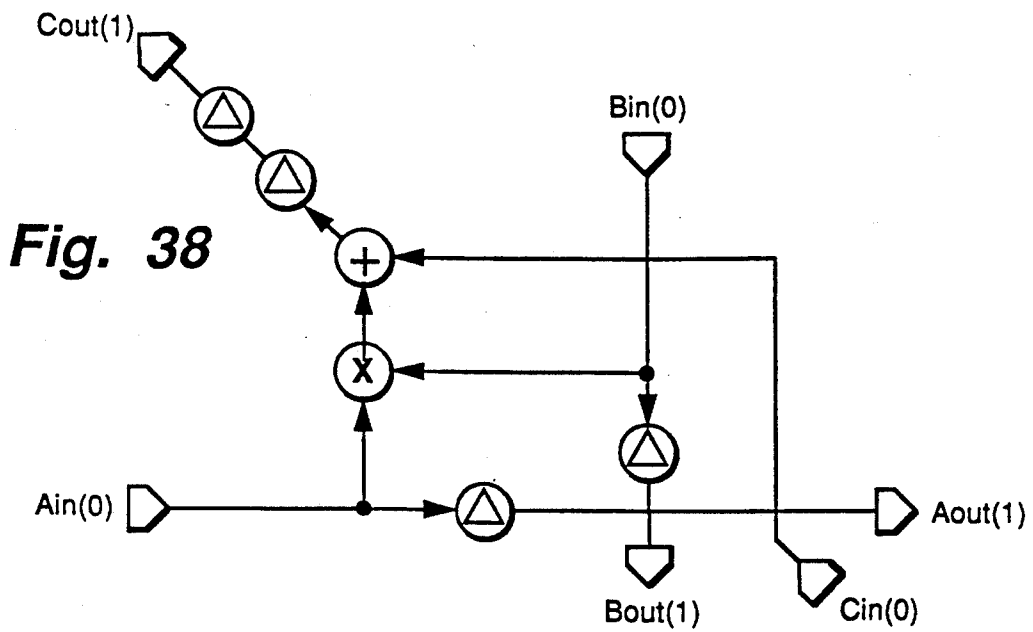 Cout(1)
Bin(0)
Fig. 38
+
X
Ain(0)
Aout(1)
Bout(1)
Cin(0)